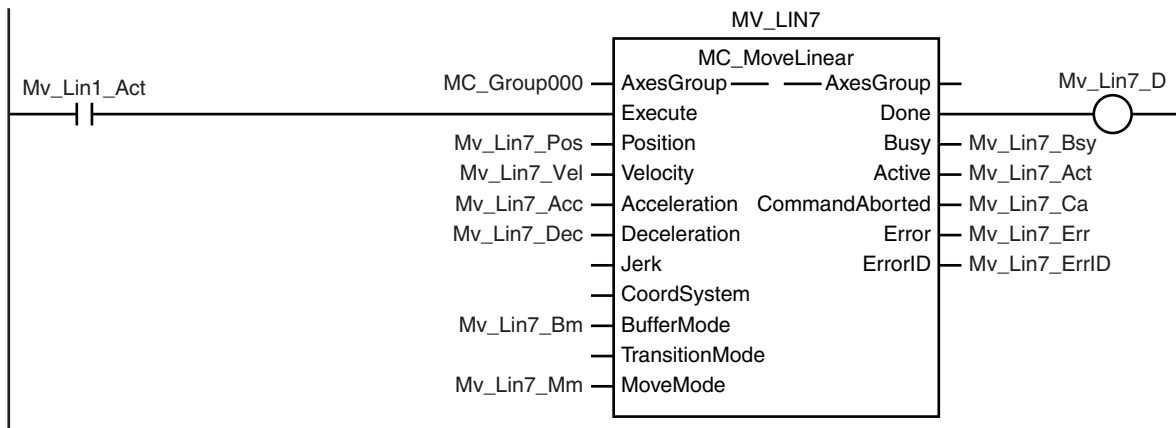 MV_LIN7
MC_MoveLinear
Mv_Lin1_Act
MC_Group000 AxesGroup AxesGroup Mv_Lin7_D
Execute Done
Mv_Lin7_Pos Position Busy Mv_Lin7_Bsy
Mv_Lin7_Vel Velocity Active Mv_Lin7_Act
Mv_Lin7_Acc Acceleration CommandAborted Mv_Lin7_Ca
Mv_Lin7_Dec Deceleration Error Mv_Lin7_Err
Jerk ErrorID Mv_Lin7_ErrID
CoordSystem
Mv_Lin7_Bm BufferMode
TransitionMode
Mv_Lin7_Mm MoveMode